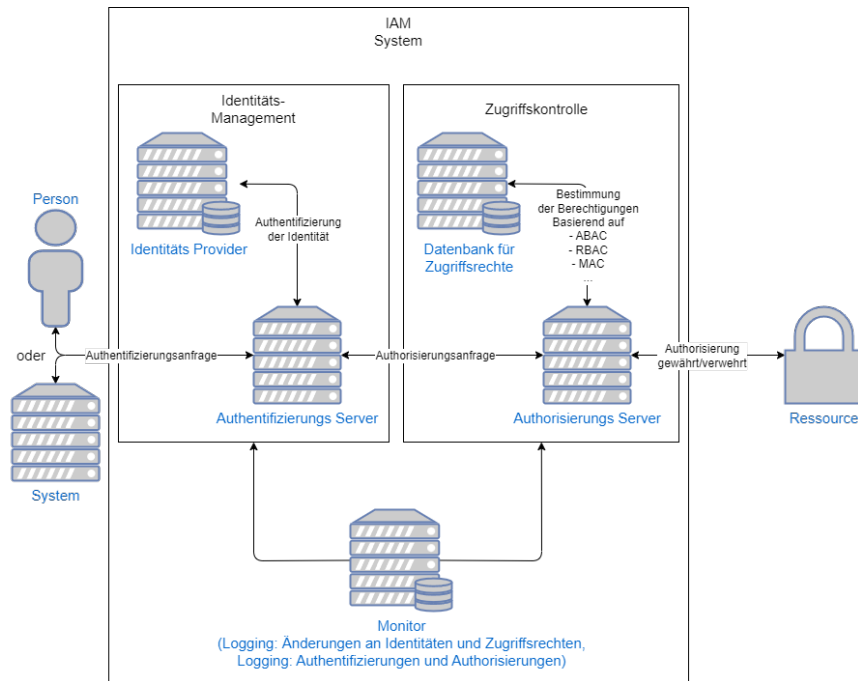 IAM
System
Identitäts-
Management
Zugriffskontrolle
Person
Identitäts Provider
Authentifizierung
der Identität
Datenbank für
Zugriffsrechte
Bestimmung
der Berechtigungen
Basierend auf
- ABAC
- RBAC
- MAC
...
oder
Authentifizierungsanfrage
Authorisierungsanfrage
Authorisierung
gewährt/verwehrt
Authentifizierungs Server
Authorisierungs Server
Ressource
System
Monitor
(Logging: Änderungen an Identitäten und Zugriffsrechten,
Logging: Authentifizierungen und Authorisierungen)